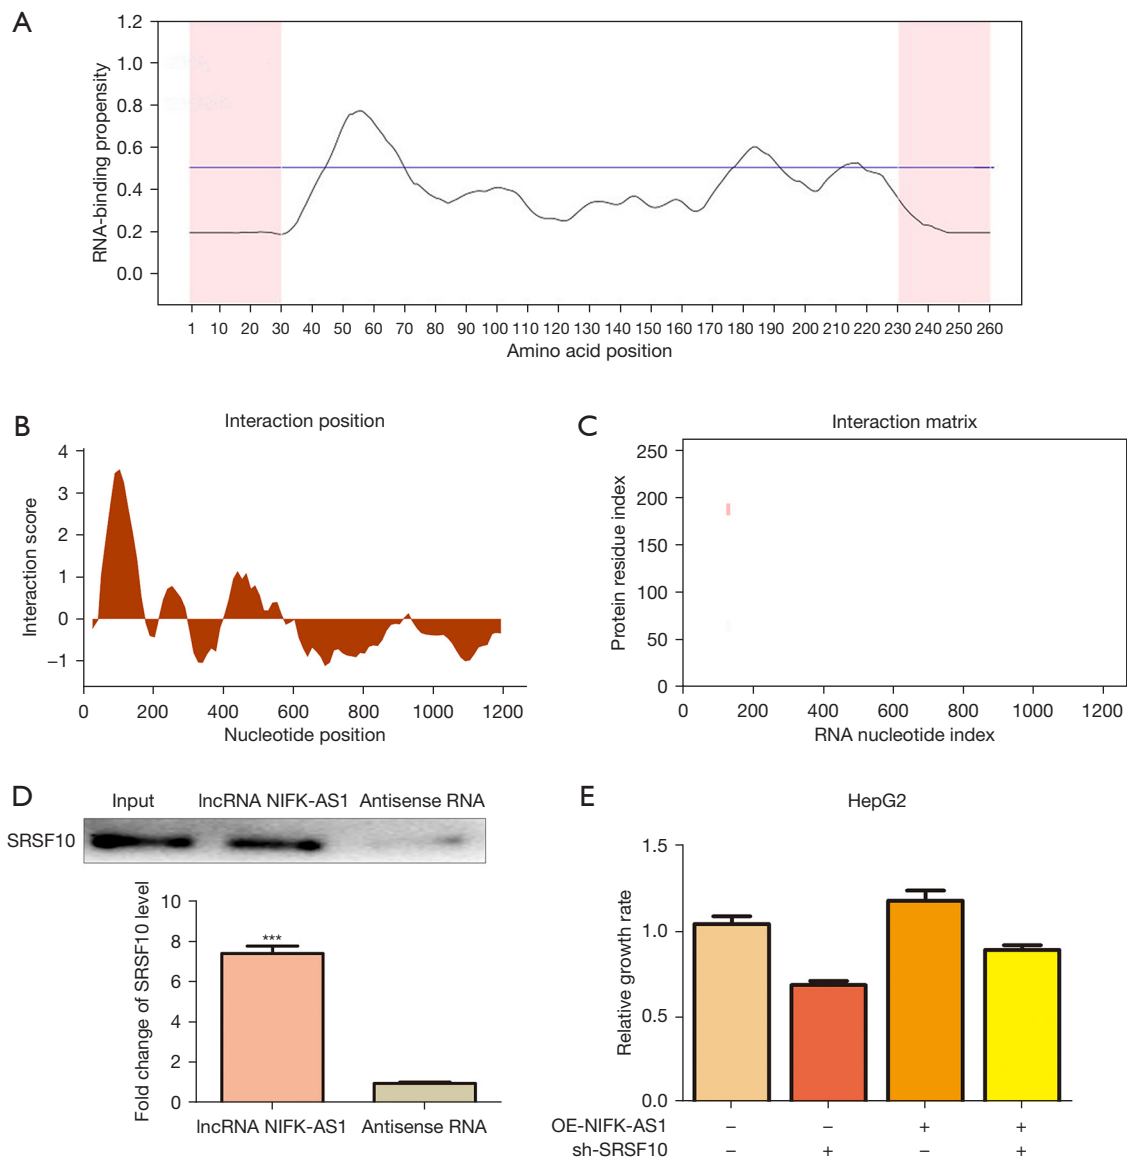 A
RNA-binding propensity
1.2
1.0
0.8
0.6
0.4
0.2
0.0
1 10 20 30 40 50 60 70 80 90 100 110 120 130 140 150 160 170 180 190 200 210 220 230 240 250 260
Amino acid position
B
Interaction position
Interaction score
4
3
2
1
0
−1
0 200 400 600 800 1000 1200
Nucleotide position
C
Interaction matrix
Protein residue index
250
200
150
100
50
0
0 200 400 600 800 1000 1200
RNA nucleotide index
D
Input lncRNA NIFK-AS1 Antisense RNA
SRSF10
Fold change of SRSF10 level
10
8
6
4
2
0
***
lncRNA NIFK-AS1 Antisense RNA
E
HepG2
Relative growth rate
1.5
1.0
0.5
0.0
OE-NIFK-AS1 − − + +
sh-SRSF10 − + − +